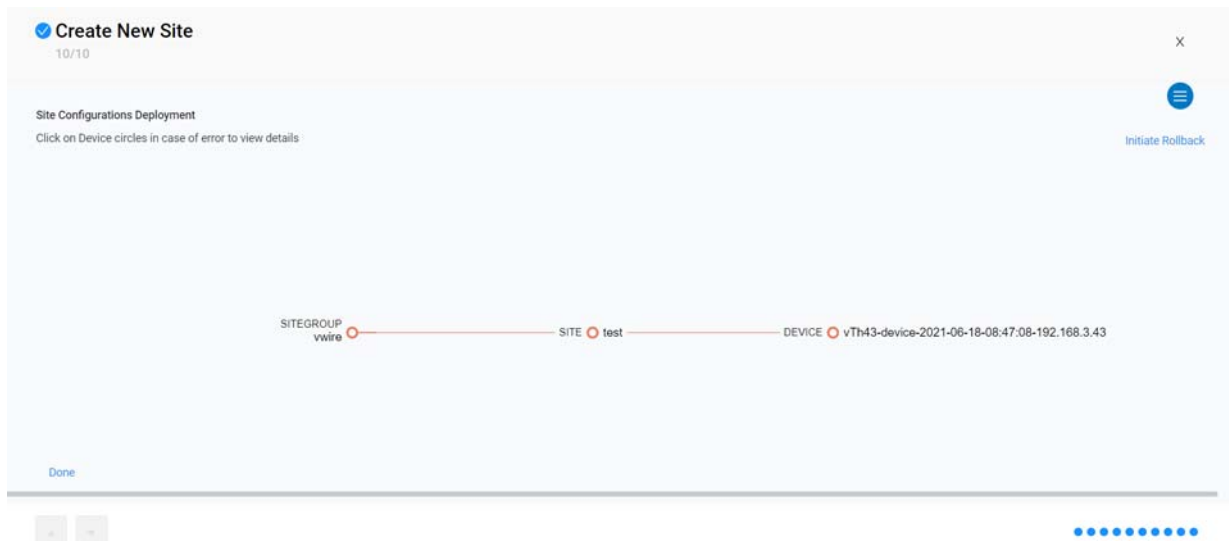 Create New Site
10/10
X
Site Configurations Deployment
Click on Device circles in case of error to view details
Initiate Rollback
SITEGROUP
vwire
SITE test
DEVICE vTh43-device-2021-06-18-08:47:08-192.168.3.43
Done